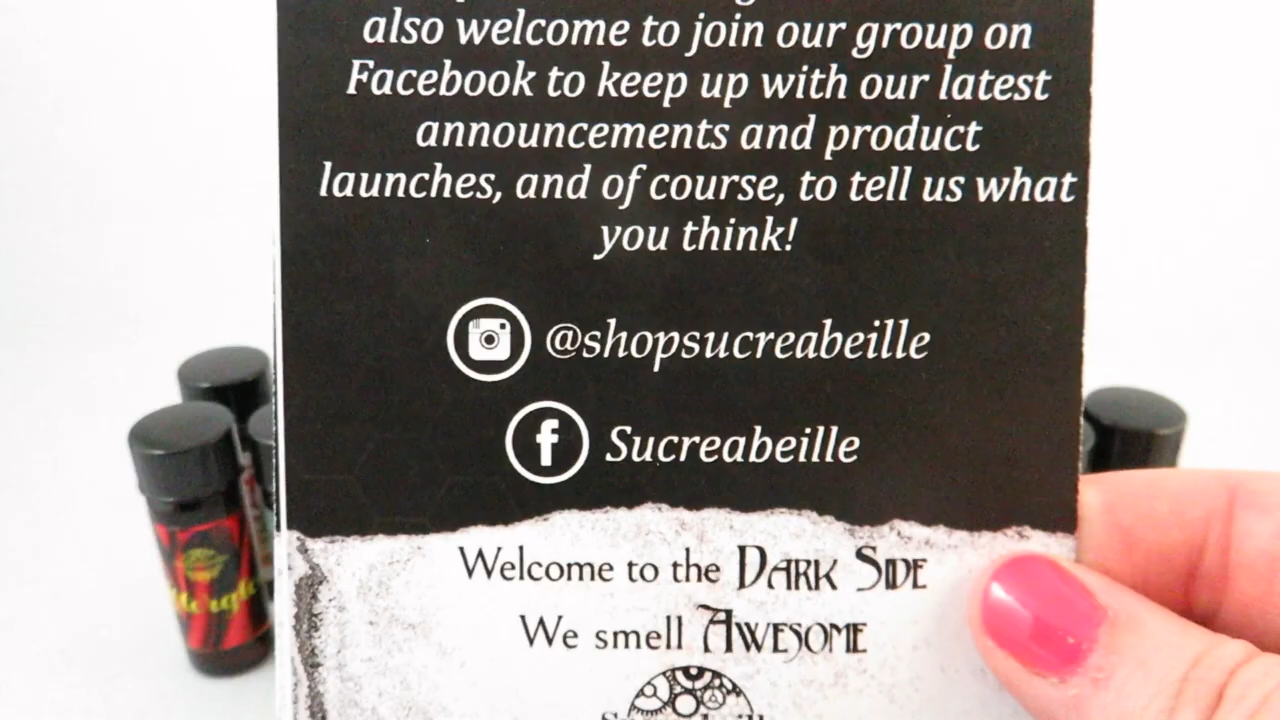 also welcome to join our group on
Facebook to keep up with our latest
announcements and product
launches, and of course, to tell us what
you think!
@shopsucreabeille
f Sucreabeille
Welcome to the DARK SIDE
We smell AWESOME